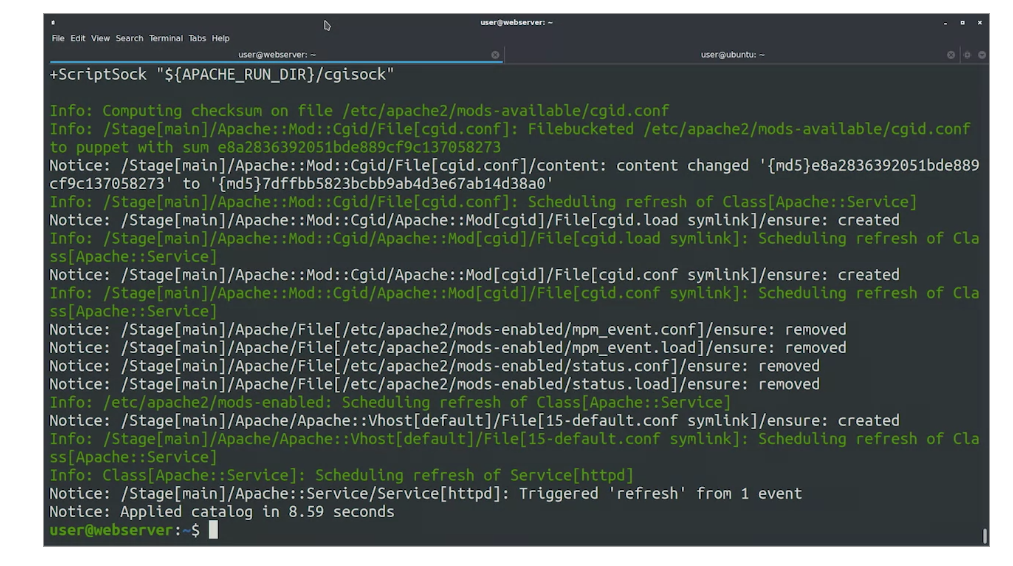 user@webserver: ~
File Edit View Search Terminal Tabs Help
user@webserver: ~ user@ubuntu: ~
+ScriptSock "${APACHE_RUN_DIR}/cgisock"
Info: Computing checksum on file /etc/apache2/mods-available/cgid.conf
Info: /Stage[main]/Apache::Mod::Cgid/File[cgid.conf]: Filebucketed /etc/apache2/mods-available/cgid.conf
to puppet with sum e8a2836392051bde889cf9c137058273
Notice: /Stage[main]/Apache::Mod::Cgid/File[cgid.conf]/content: content changed '{md5}e8a2836392051bde889
cf9c137058273' to '{md5}7dffbb5823bcbb9ab4d3e67ab14d38a0'
Info: /Stage[main]/Apache::Mod::Cgid/File[cgid.conf]: Scheduling refresh of Class[Apache::Service]
Notice: /Stage[main]/Apache::Mod::Cgid/Apache::Mod[cgid]/File[cgid.load symlink]/ensure: created
Info: /Stage[main]/Apache::Mod::Cgid/Apache::Mod[cgid]/File[cgid.load symlink]: Scheduling refresh of Cla
ss[Apache::Service]
Notice: /Stage[main]/Apache::Mod::Cgid/Apache::Mod[cgid]/File[cgid.conf symlink]/ensure: created
Info: /Stage[main]/Apache::Mod::Cgid/Apache::Mod[cgid]/File[cgid.conf symlink]: Scheduling refresh of Cla
ss[Apache::Service]
Notice: /Stage[main]/Apache/File[/etc/apache2/mods-enabled/mpm_event.conf]/ensure: removed
Notice: /Stage[main]/Apache/File[/etc/apache2/mods-enabled/mpm_event.load]/ensure: removed
Notice: /Stage[main]/Apache/File[/etc/apache2/mods-enabled/status.conf]/ensure: removed
Notice: /Stage[main]/Apache/File[/etc/apache2/mods-enabled/status.load]/ensure: removed
Info: /etc/apache2/mods-enabled: Scheduling refresh of Class[Apache::Service]
Notice: /Stage[main]/Apache/Apache::Vhost[default]/File[15-default.conf symlink]/ensure: created
Info: /Stage[main]/Apache/Apache::Vhost[default]/File[15-default.conf symlink]: Scheduling refresh of Cla
ss[Apache::Service]
Info: Class[Apache::Service]: Scheduling refresh of Service[httpd]
Notice: /Stage[main]/Apache::Service/Service[httpd]: Triggered 'refresh' from 1 event
Notice: Applied catalog in 8.59 seconds
user@webserver:~$